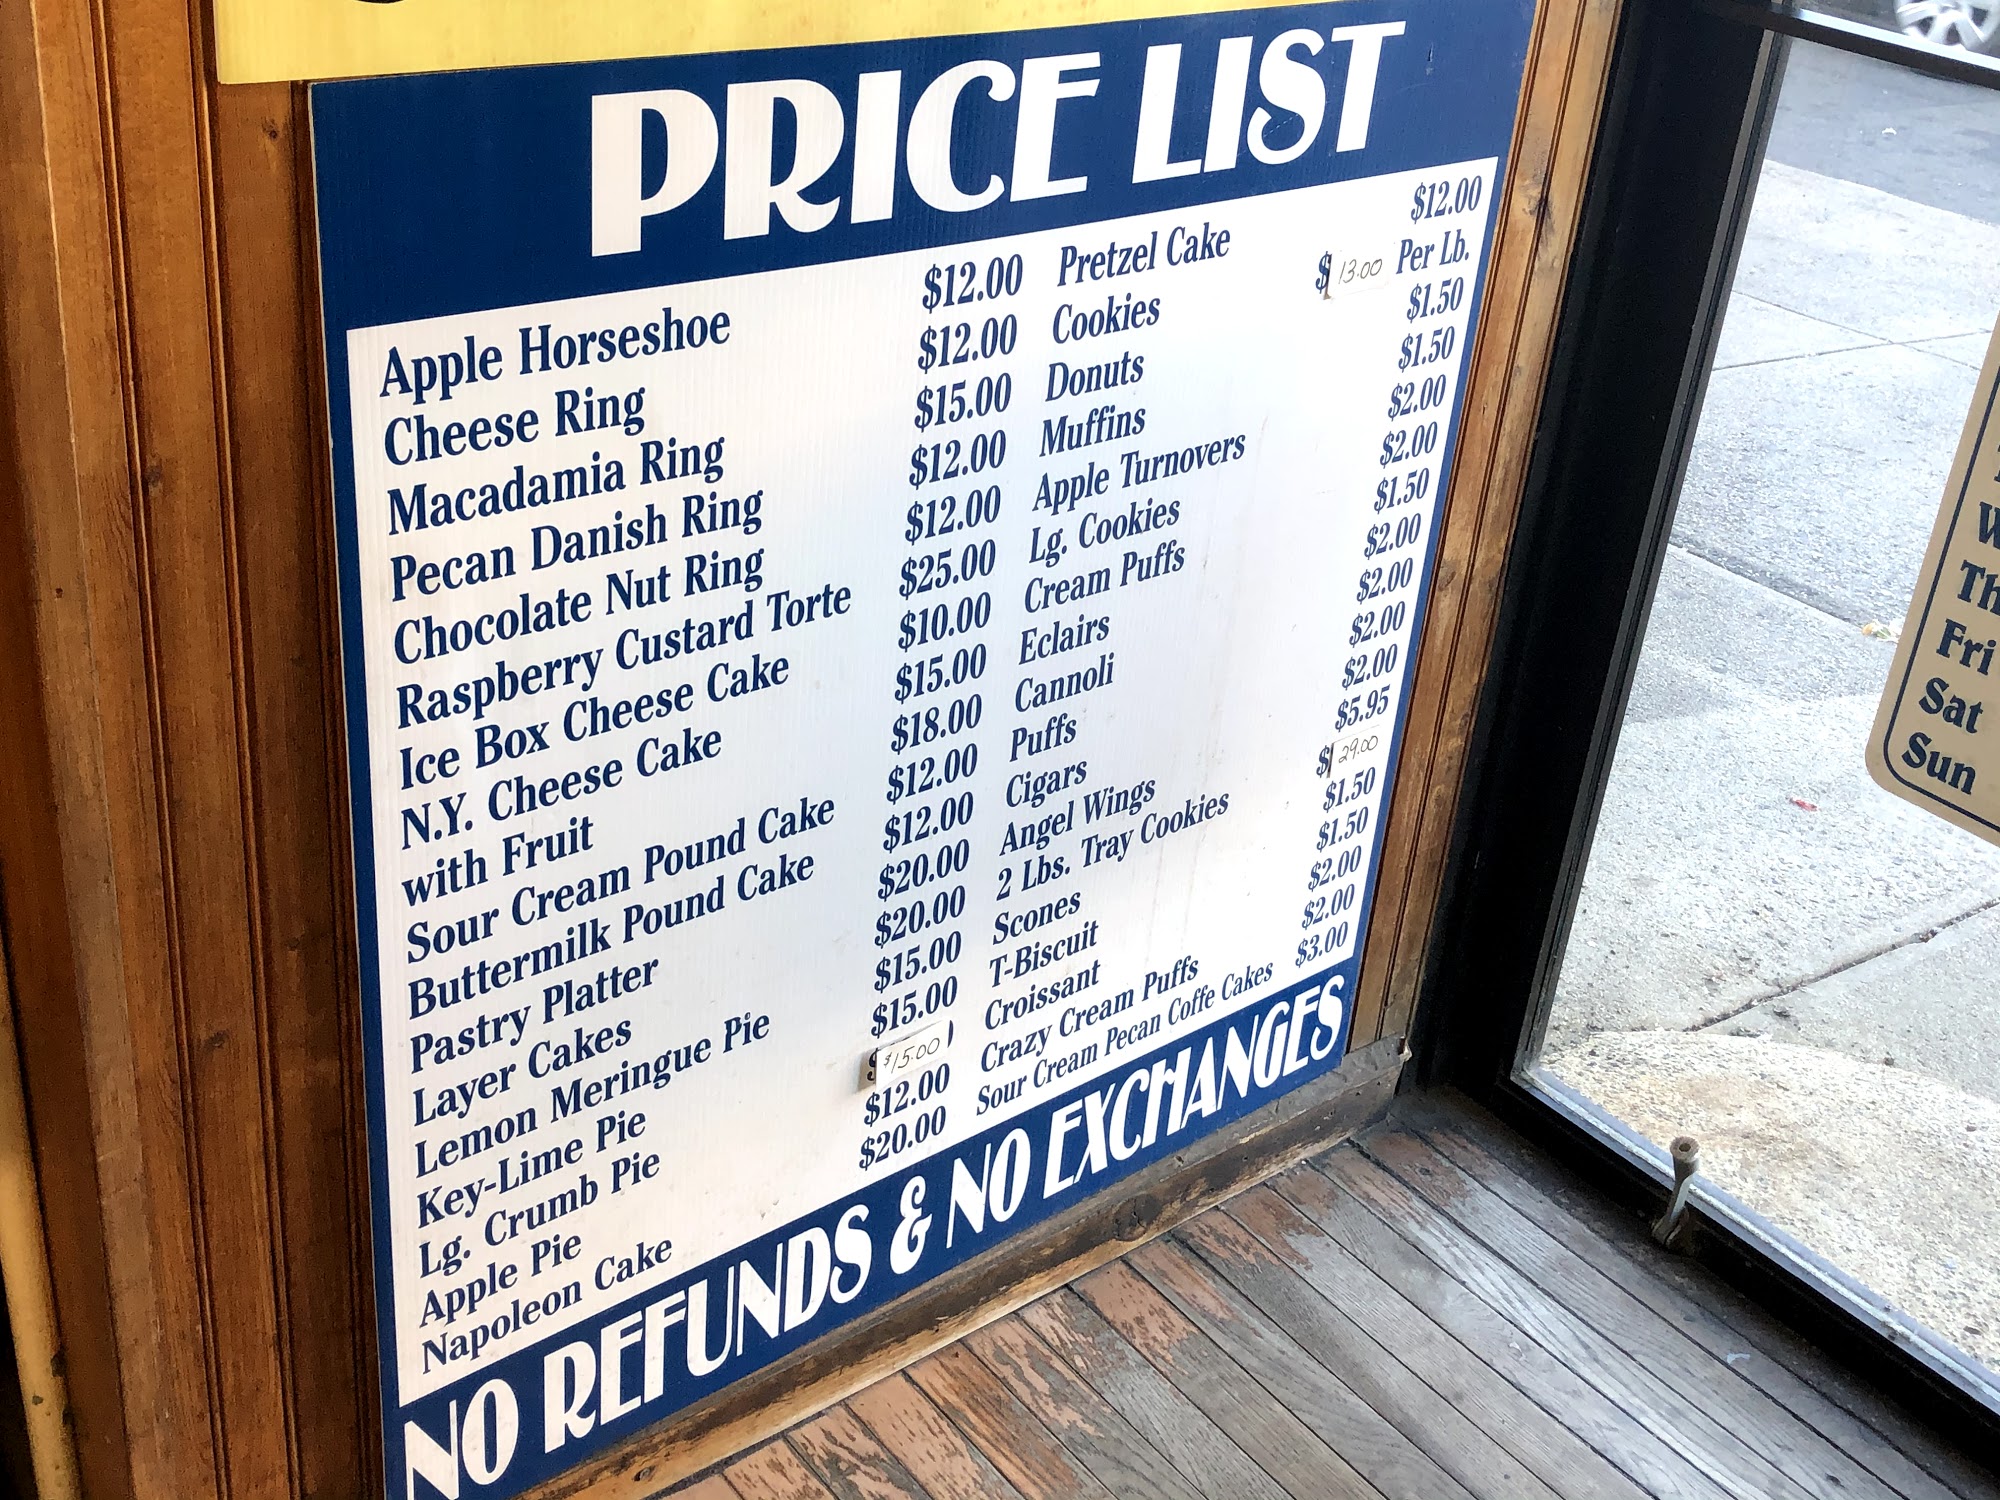 PRICE LIST
Apple Horseshoe $12.00
Cheese Ring $12.00
Macadamia Ring $15.00
Pecan Danish Ring $12.00
Chocolate Nut Ring $12.00
Raspberry Custard Torte $25.00
Ice Box Cheese Cake $10.00
N.Y. Cheese Cake $15.00
with Fruit $18.00
Sour Cream Pound Cake $12.00
Buttermilk Pound Cake $12.00
Pastry Platter $20.00
Layer Cakes $20.00
Lemon Meringue Pie $15.00
Key-Lime Pie $15.00
Lg. Crumb Pie $15.00
Apple Pie $12.00
Napoleon Cake $20.00
Pretzel Cake $12.00
Cookies $13.00 Per Lb.
Donuts $1.50
Muffins $1.50
Apple Turnovers $2.00
Lg. Cookies $2.00
Cream Puffs $1.50
Eclairs $2.00
Cannoli $2.00
Puffs $2.00
Cigars $2.00
Angel Wings $5.95
2 Lbs. Tray Cookies $29.00
Scones $1.50
T-Biscuit $1.50
Croissant $2.00
Crazy Cream Puffs $2.00
Sour Cream Pecan Coffe Cakes $3.00
NO REFUNDS & NO EXCHANGES
Fri
Sat
Sun